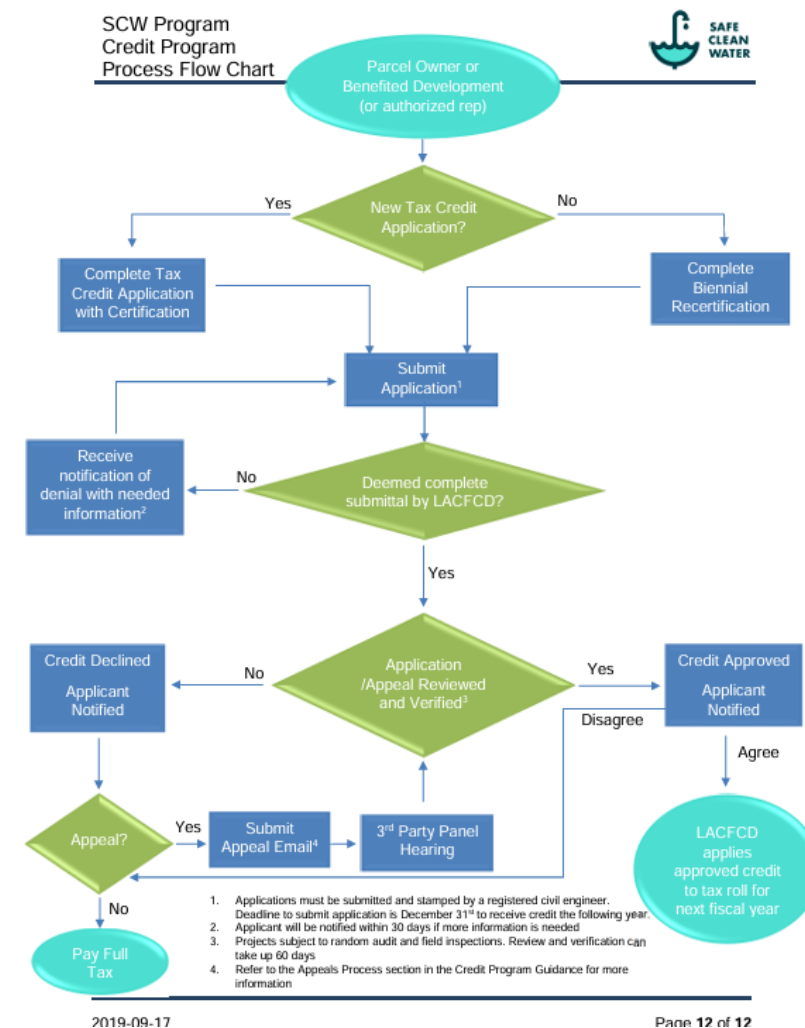 SCW Program
Credit Program
Process Flow Chart
SAFE
CLEAN
WATER
Parcel Owner or
Benefited Development
(or authorized rep)
New Tax Credit
Application?
Yes
No
Complete Tax
Credit Application
with Certification
Complete
Biennial
Recertification
Submit
Application¹
Receive
notification of
denial with needed
information²
No
Deemed complete
submittal by LACFCD?
Yes
Credit Declined
Applicant
Notified
No
Application
/Appeal Reviewed
and Verified³
Yes
Credit Approved
Applicant
Notified
Disagree
Agree
Appeal?
Yes
Submit
Appeal Email⁴
3rd Party Panel
Hearing
LACFCD
applies
approved credit
to tax roll for
next fiscal year
No
Pay Full
Tax
1. Applications must be submitted and stamped by a registered civil engineer.
Deadline to submit application is December 31st to receive credit the following year.
2. Applicant will be notified within 30 days if more information is needed
3. Projects subject to random audit and field inspections. Review and verification can
take up 60 days
4. Refer to the Appeals Process section in the Credit Program Guidance for more
information
2019-09-17
Page 12 of 12